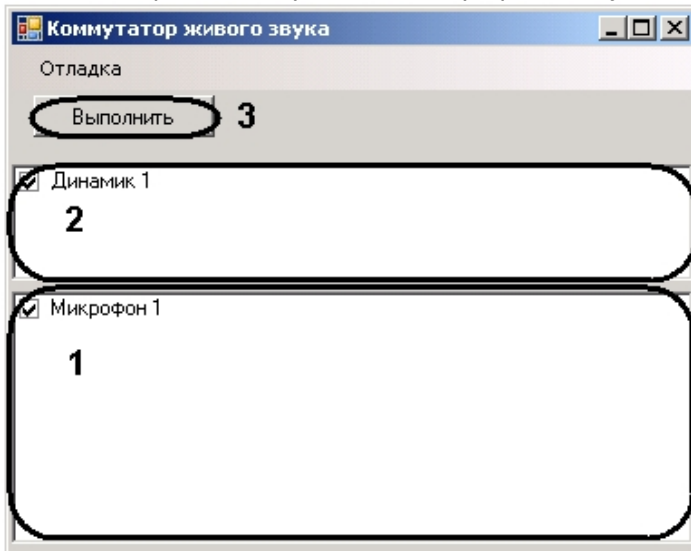 Коммутатор живого звука
Отладка
Выполнить 3
Динамик 1
2
Микрофон 1
1